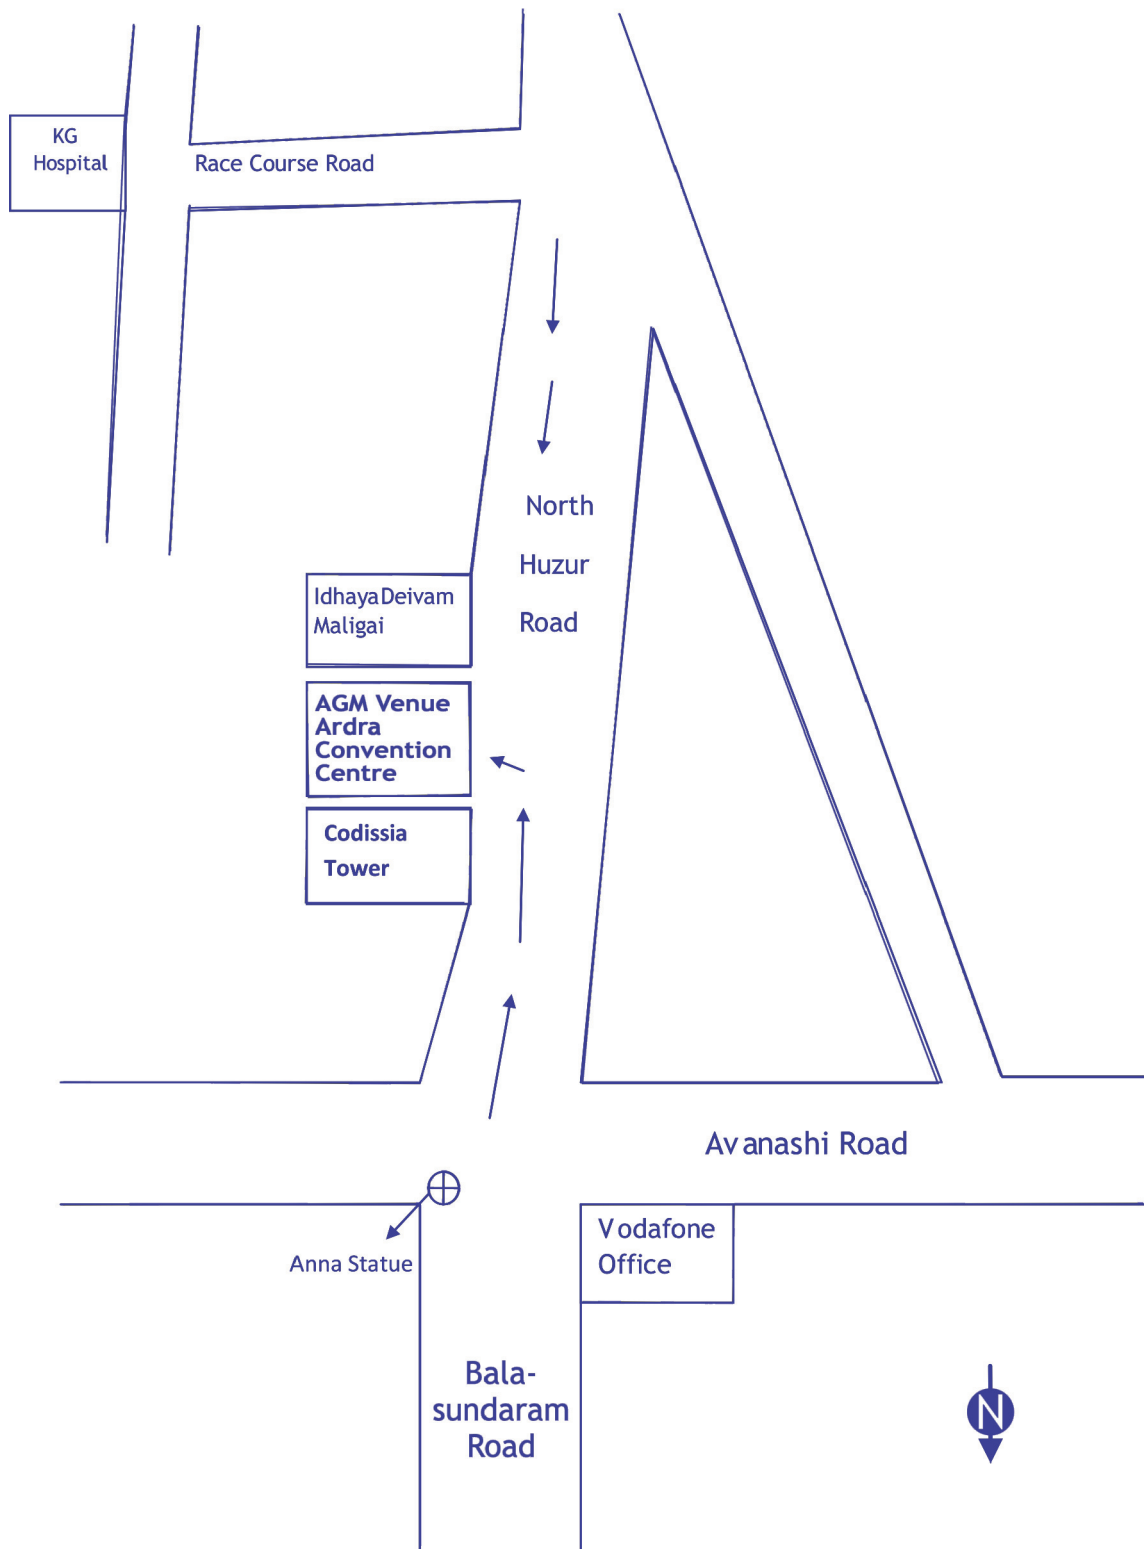 KG
Hospital
Race Course Road
North
Huzur
Road
IdhayaDeivam
Maligai
AGM Venue
Ardra
Convention
Centre
Codissia
Tower
Avanashi Road
Anna Statue
Vodafone
Office
Bala-
sundaram
Road
N